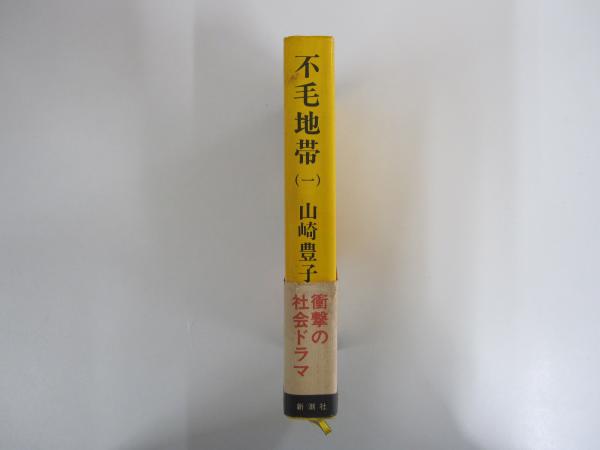 不毛地帯(一)
山崎豊子
衝撃の
社会ドラマ
新潮社